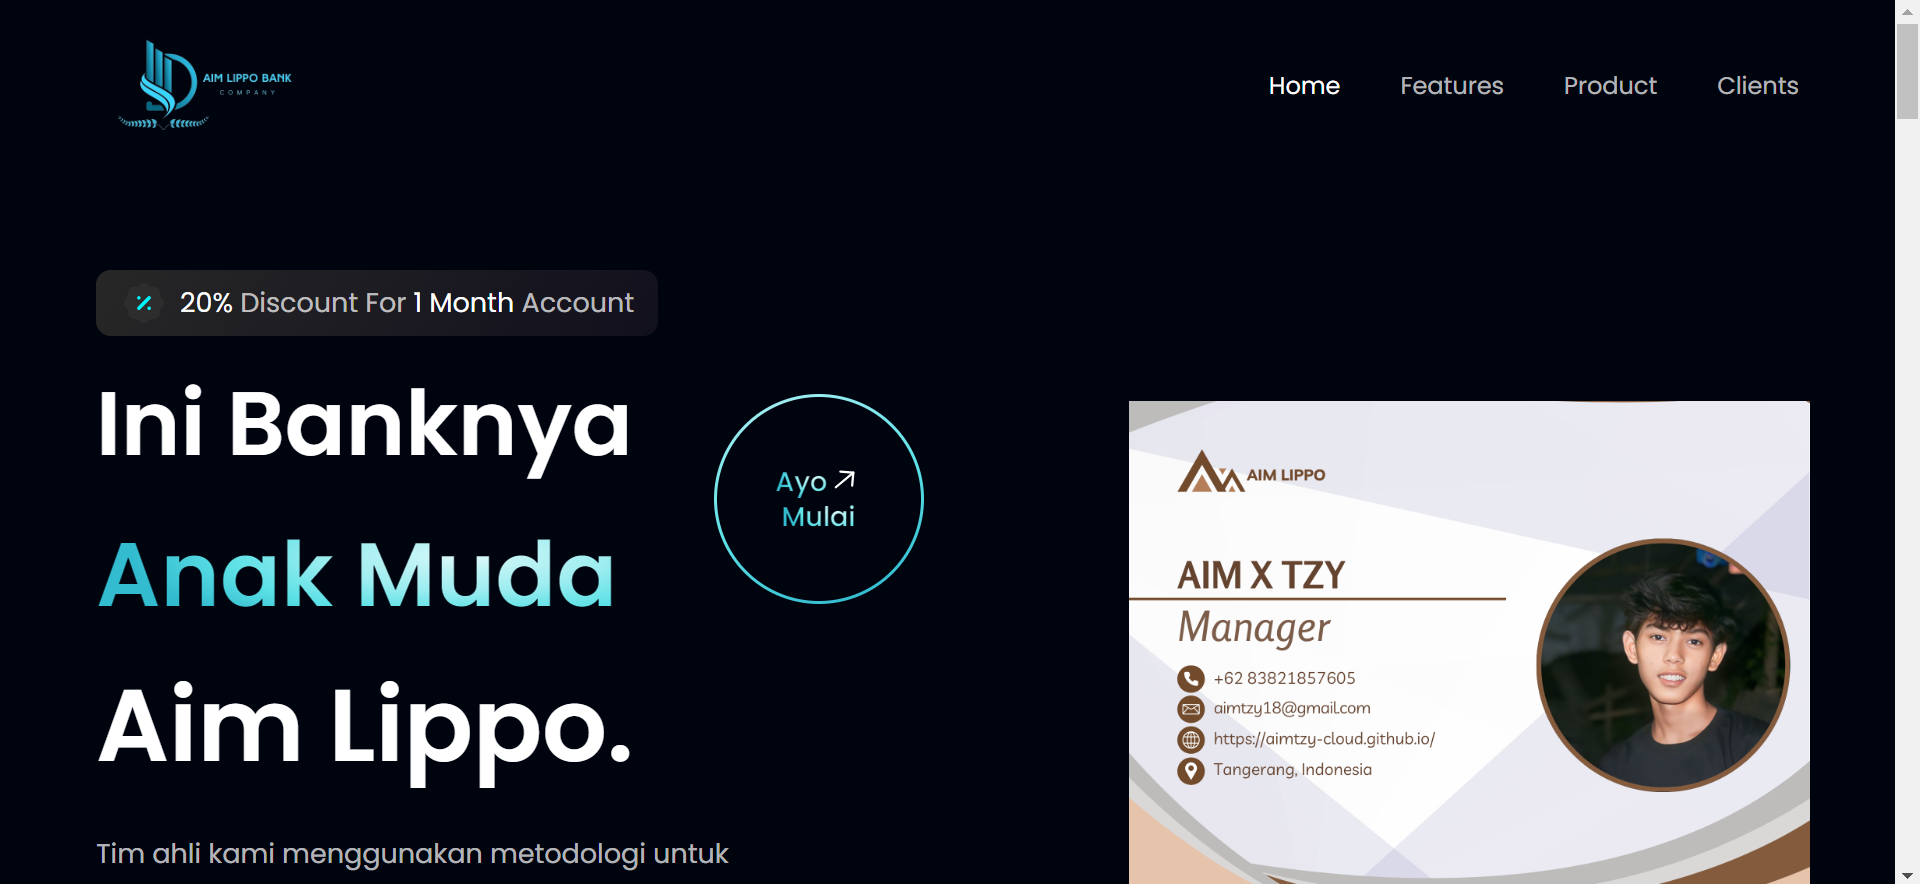 AIM LIPPO BANK
COMPANY
Home
Features
Product
Clients
20% Discount For 1 Month Account
Ini Banknya
Anak Muda
Aim Lippo.
Ayo
Mulai
Tim ahli kami menggunakan metodologi untuk
AIM LIPPO
AIM X TZY
Manager
+62 83821857605
aimtzy18@gmail.com
https://aimtzy-cloud.github.io/
Tangerang, Indonesia